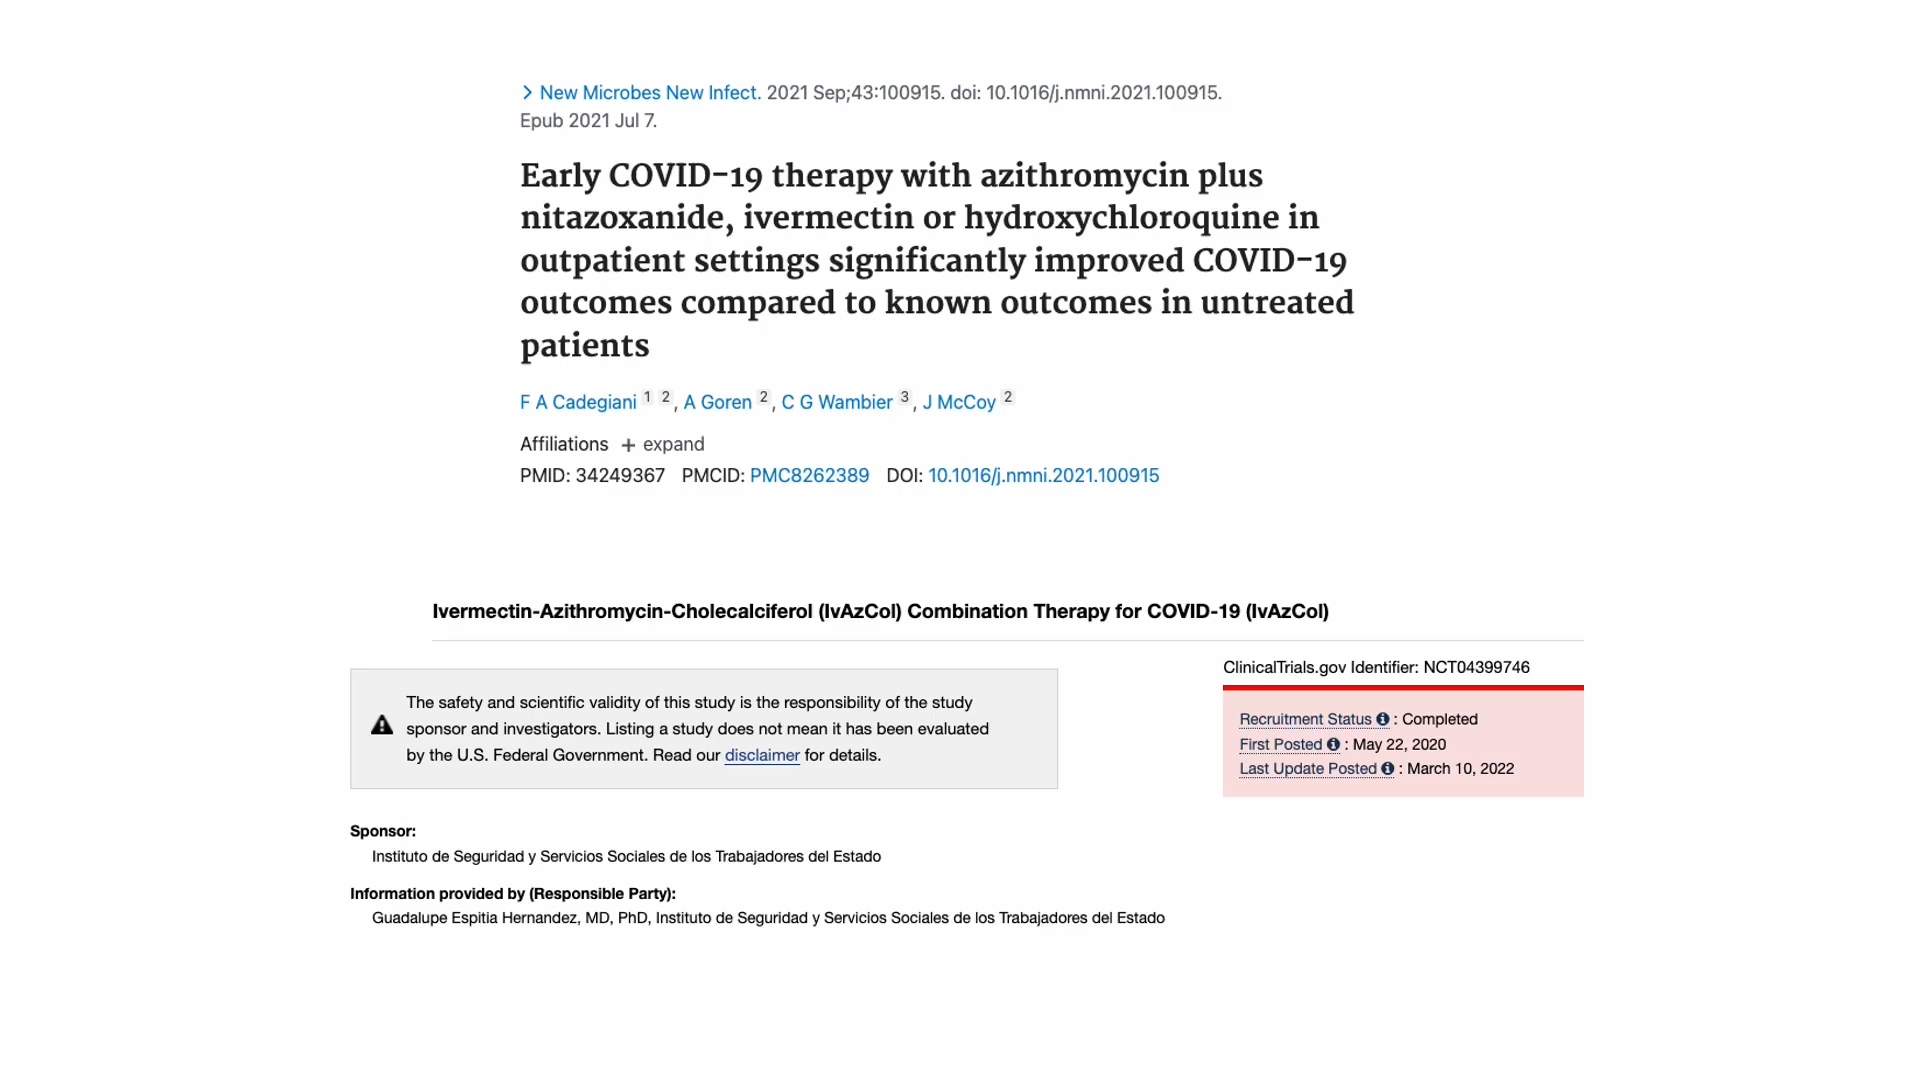 > New Microbes New Infect. 2021 Sep;43:100915. doi: 10.1016/j.nmni.2021.100915.
Epub 2021 Jul 7.
Early COVID-19 therapy with azithromycin plus
nitazoxanide, ivermectin or hydroxychloroquine in
outpatient settings significantly improved COVID-19
outcomes compared to known outcomes in untreated
patients
F A Cadegiani 1 2, A Goren 2, C G Wambier 3, J McCoy 2
Affiliations + expand
PMID: 34249367 PMCID: PMC8262389 DOI: 10.1016/j.nmni.2021.100915
Ivermectin-Azithromycin-Cholecalciferol (IvAzCol) Combination Therapy for COVID-19 (IvAzCol)
The safety and scientific validity of this study is the responsibility of the study
sponsor and investigators. Listing a study does not mean it has been evaluated
by the U.S. Federal Government. Read our disclaimer for details.
ClinicalTrials.gov Identifier: NCT04399746
Recruitment Status : Completed
First Posted : May 22, 2020
Last Update Posted : March 10, 2022
Sponsor:
Instituto de Seguridad y Servicios Sociales de los Trabajadores del Estado
Information provided by (Responsible Party):
Guadalupe Espitia Hernandez, MD, PhD, Instituto de Seguridad y Servicios Sociales de los Trabajadores del Estado